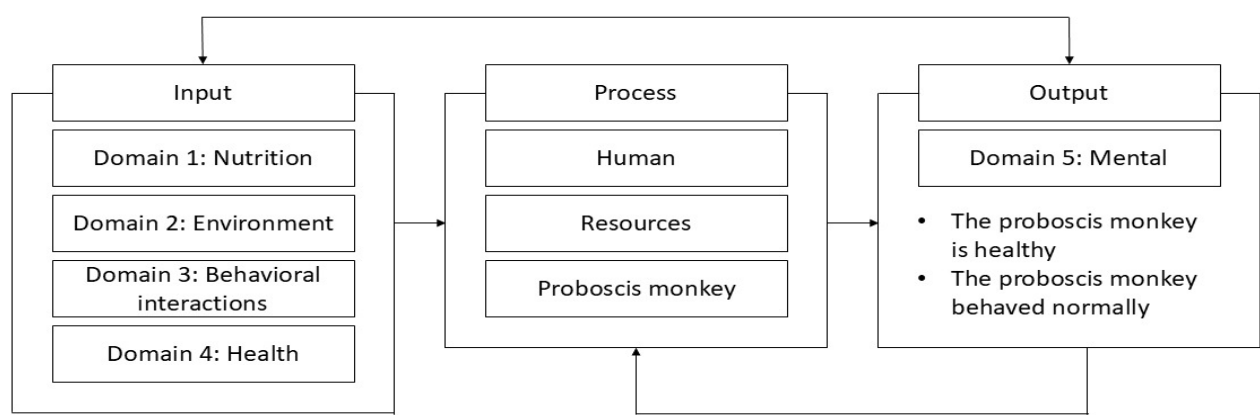 Input
Domain 1: Nutrition
Domain 2: Environment
Domain 3: Behavioral
interactions
Domain 4: Health
Process
Human
Resources
Proboscis monkey
Output
Domain 5: Mental
• The proboscis monkey
is healthy
• The proboscis monkey
behaved normally